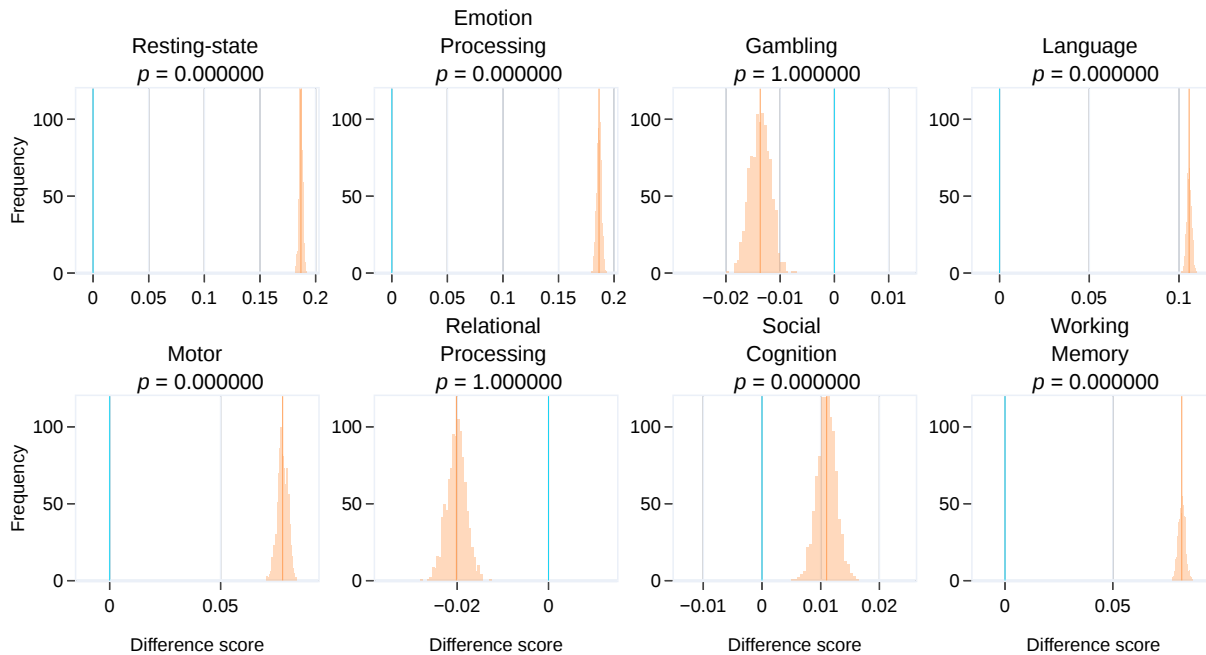 Emotion
Resting-state Processing Gambling Language
p = 0.000000 p = 0.000000 p = 1.000000 p = 0.000000
Frequency
100 100 100 100
50 50 50 50
0 0 0 0
0 0.05 0.1 0.15 0.2 0 0.05 0.1 0.15 0.2 −0.02 −0.01 0 0.01 0 0.05 0.1
Relational Social Working
Motor Processing Cognition Memory
p = 0.000000 p = 1.000000 p = 0.000000 p = 0.000000
Frequency
100 100 100 100
50 50 50 50
0 0 0 0
0 0.05 −0.02 0 −0.01 0 0.01 0.02 0 0.05
Difference score Difference score Difference score Difference score